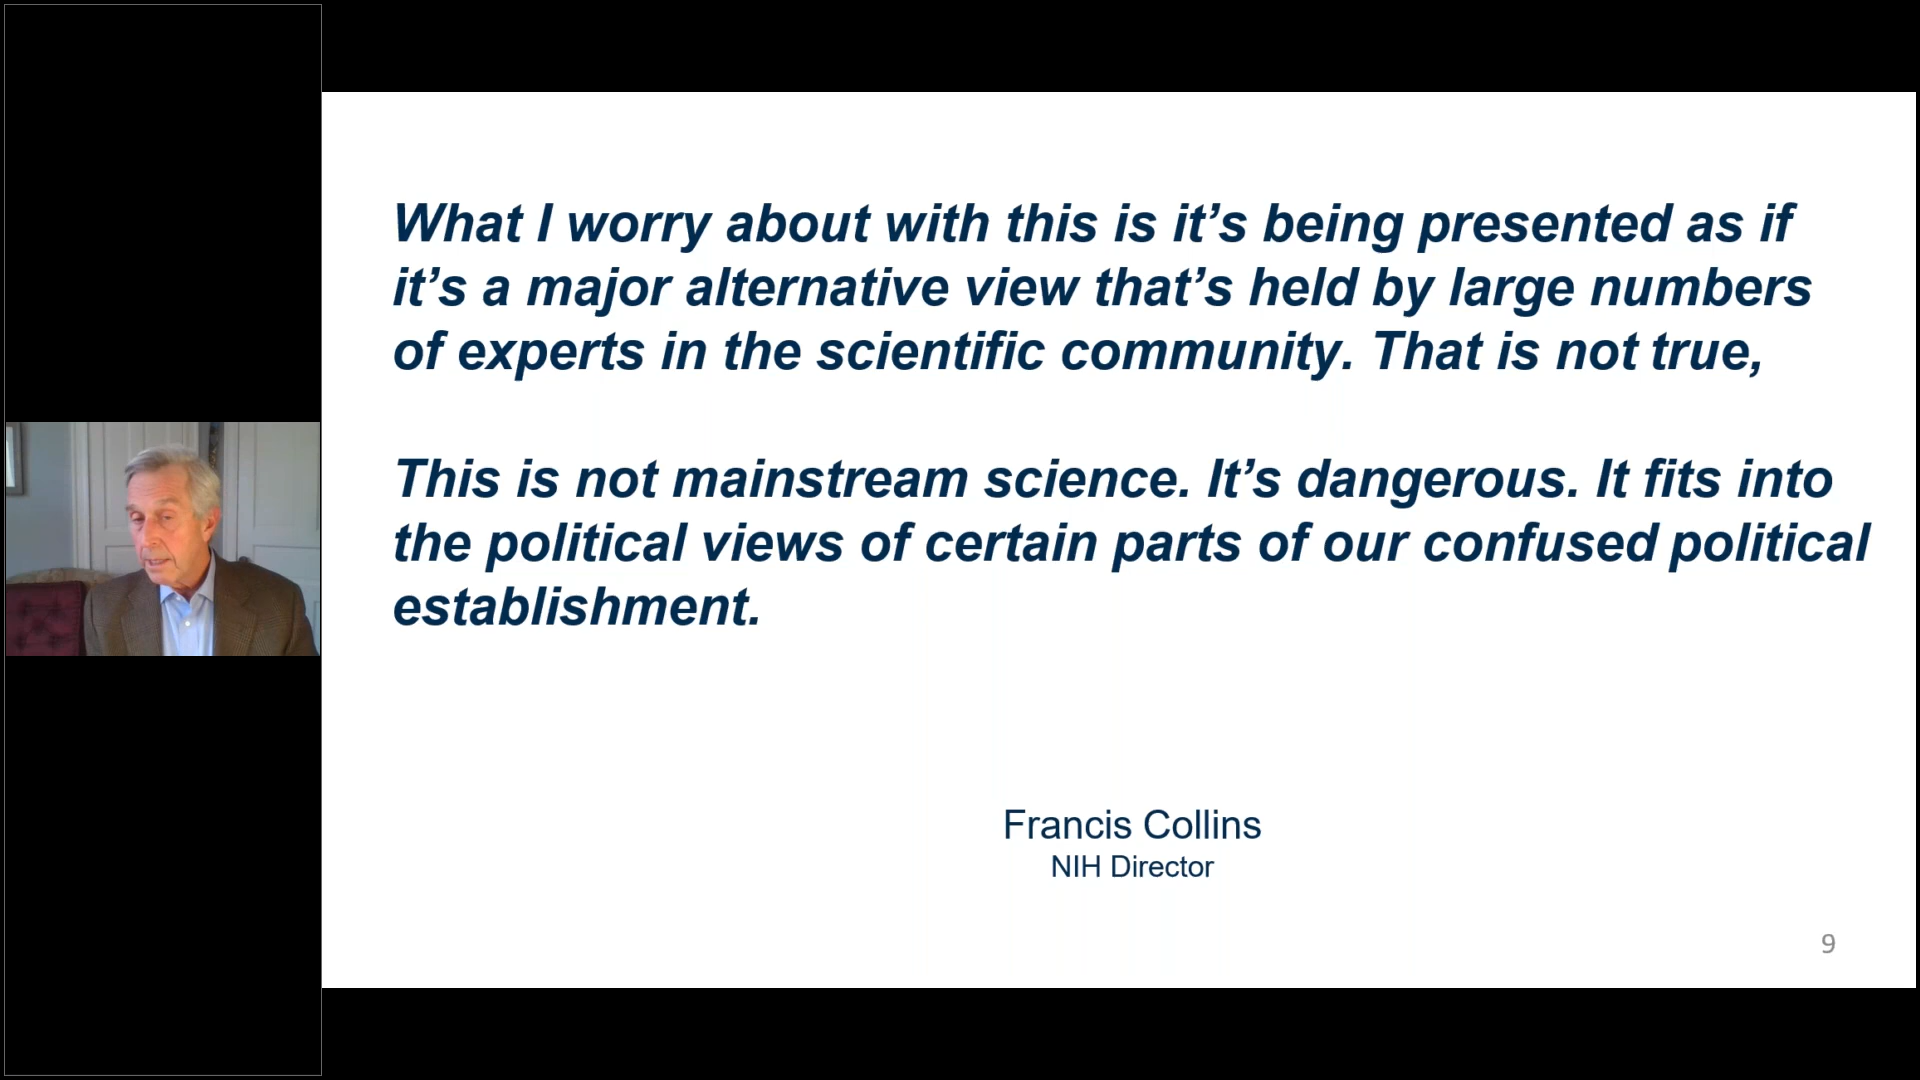 What I worry about with this is it’s being presented as if
it’s a major alternative view that’s held by large numbers
of experts in the scientific community. That is not true,
This is not mainstream science. It’s dangerous. It fits into
the political views of certain parts of our confused political
establishment.
Francis Collins
NIH Director
9